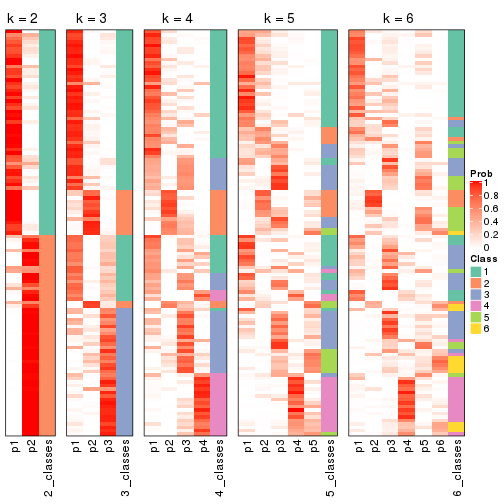 k = 2
k = 3
k = 4
k = 5
k = 6
Prob
1
0.8
0.6
0.4
0.2
0
Class
1
2
3
4
5
6
p1
p2
2_classes
p1
p2
p3
3_classes
p1
p2
p3
p4
4_classes
p1
p2
p3
p4
p5
5_classes
p1
p2
p3
p4
p5
p6
6_classes